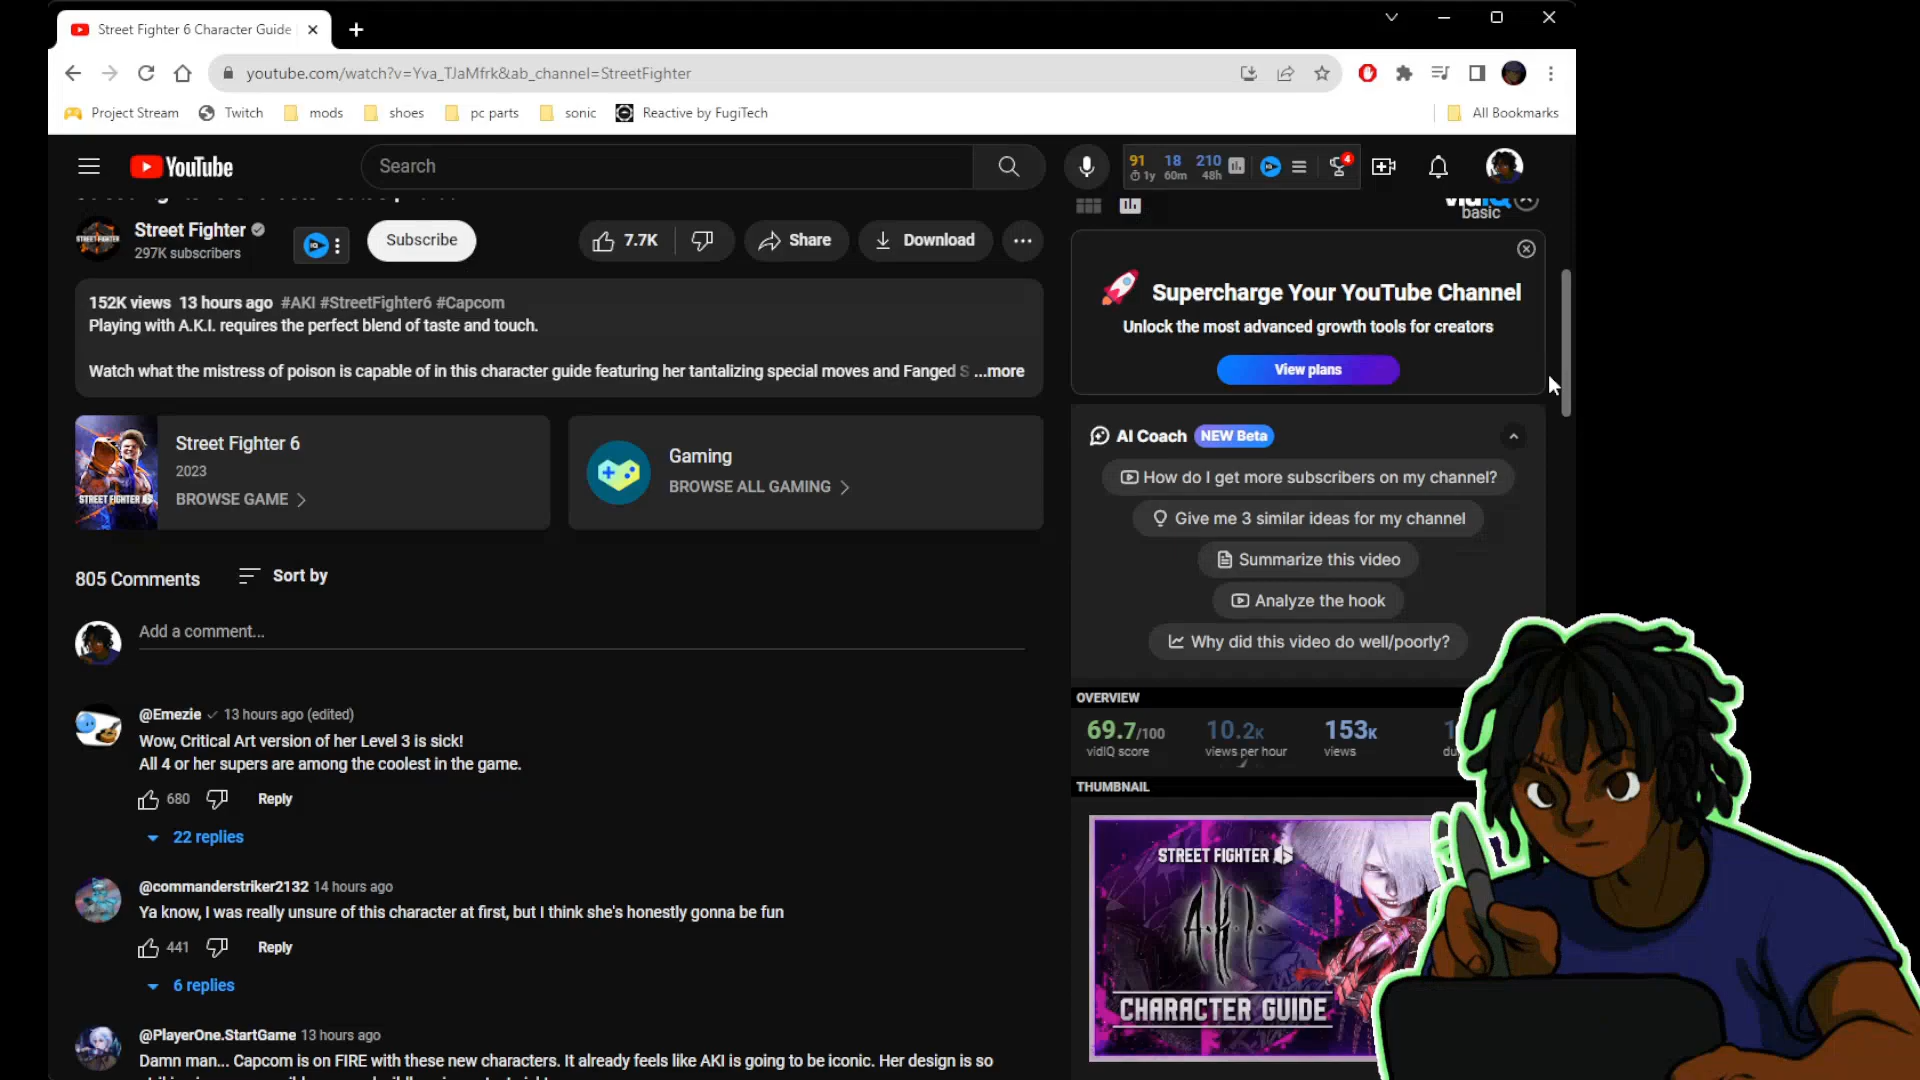 Street Fighter 6 Character Guide
youtube.com/watch?v=Yva_TJaMfrk&ab_channel=StreetFighter
Project Stream
Twitch
mods
shoes
pc parts
sonic
Reactive by FugiTech
All Bookmarks
YouTube
Search
91 18 210
1y 60m 48h
4
Street Fighter
297K subscribers
Subscribe
7.7K
Share
Download
vidIQ
basic
152K views 13 hours ago #AKI #StreetFighter6 #Capcom
Playing with A.K.I. requires the perfect blend of taste and touch.
Watch what the mistress of poison is capable of in this character guide featuring her tantalizing special moves and Fanged S ...more
Supercharge Your YouTube Channel
Unlock the most advanced growth tools for creators
View plans
STREET FIGHTER 6
Street Fighter 6
2023
BROWSE GAME
Gaming
BROWSE ALL GAMING
AI Coach NEW Beta
How do I get more subscribers on my channel?
Give me 3 similar ideas for my channel
Summarize this video
Analyze the hook
Why did this video do well/poorly?
805 Comments
Sort by
Add a comment...
@Emezie 13 hours ago (edited)
Wow, Critical Art version of her Level 3 is sick!
All 4 or her supers are among the coolest in the game.
680
Reply
22 replies
@commanderstriker2132 14 hours ago
Ya know, I was really unsure of this character at first, but I think she's honestly gonna be fun
441
Reply
6 replies
@PlayerOne.StartGame 13 hours ago
Damn man... Capcom is on FIRE with these new characters. It already feels like AKI is going to be iconic. Her design is so
OVERVIEW
69.7/100
vidIQ score
10.2K
views per hour
153K
views
THUMBNAIL
STREET FIGHTER 6
A.K.I.
CHARACTER GUIDE